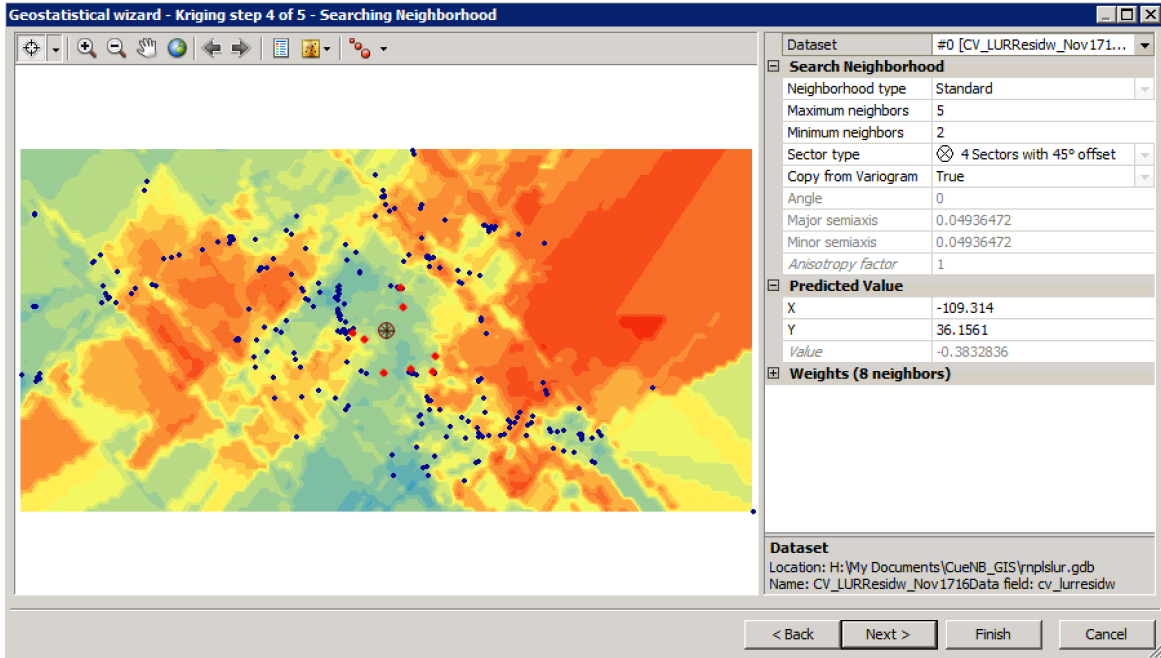 Geostatistical wizard - Kriging step 4 of 5 - Searching Neighborhood
Dataset #0 [CV_LURResidw_Nov171...
Search Neighborhood
Neighborhood type Standard
Maximum neighbors 5
Minimum neighbors 2
Sector type 4 Sectors with 45° offset
Copy from Variogram True
Angle 0
Major semiaxis 0.04936472
Minor semiaxis 0.04936472
Anisotropy factor 1
Predicted Value
X -109.314
Y 36.1561
Value -0.3832836
Weights (8 neighbors)
Dataset
Location: H:\My Documents\CueNB_GIS\rnplslur.gdb
Name: CV_LURResidw_Nov1716Data field: cv_lurresidw
< Back Next > Finish Cancel